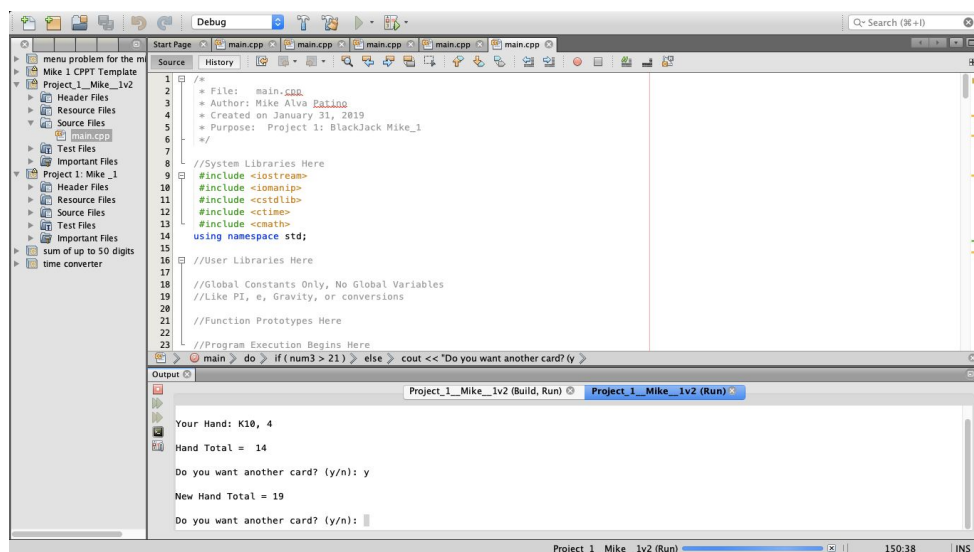 Debug
Search (⌘+I)
Start Page main.cpp main.cpp main.cpp main.cpp main.cpp
Source History
menu problem for the mi
Mike 1 CPPT Template
Project_1__Mike__1v2
Header Files
Resource Files
Source Files
main.cpp
Test Files
Important Files
Project 1: Mike _1
Header Files
Resource Files
Source Files
Test Files
Important Files
sum of up to 50 digits
time converter
1 /*
2 * File: main.cpp
3 * Author: Mike Alva Patino
4 * Created on January 31, 2019
5 * Purpose: Project 1: BlackJack Mike_1
6 */
7
8 //System Libraries Here
9 #include <iostream>
10 #include <iomanip>
11 #include <cstdlib>
12 #include <ctime>
13 #include <cmath>
14 using namespace std;
15
16 //User Libraries Here
17
18 //Global Constants Only, No Global Variables
19 //Like PI, e, Gravity, or conversions
20
21 //Function Prototypes Here
22
23 //Program Execution Begins Here
main do if ( num3 > 21 ) else cout << "Do you want another card? (y
Output
Project_1__Mike__1v2 (Build, Run) Project_1__Mike__1v2 (Run)
Your Hand: K10, 4
Hand Total = 14
Do you want another card? (y/n): y
New Hand Total = 19
Do you want another card? (y/n):
Project_1__Mike__1v2 (Run) 150:38 INS